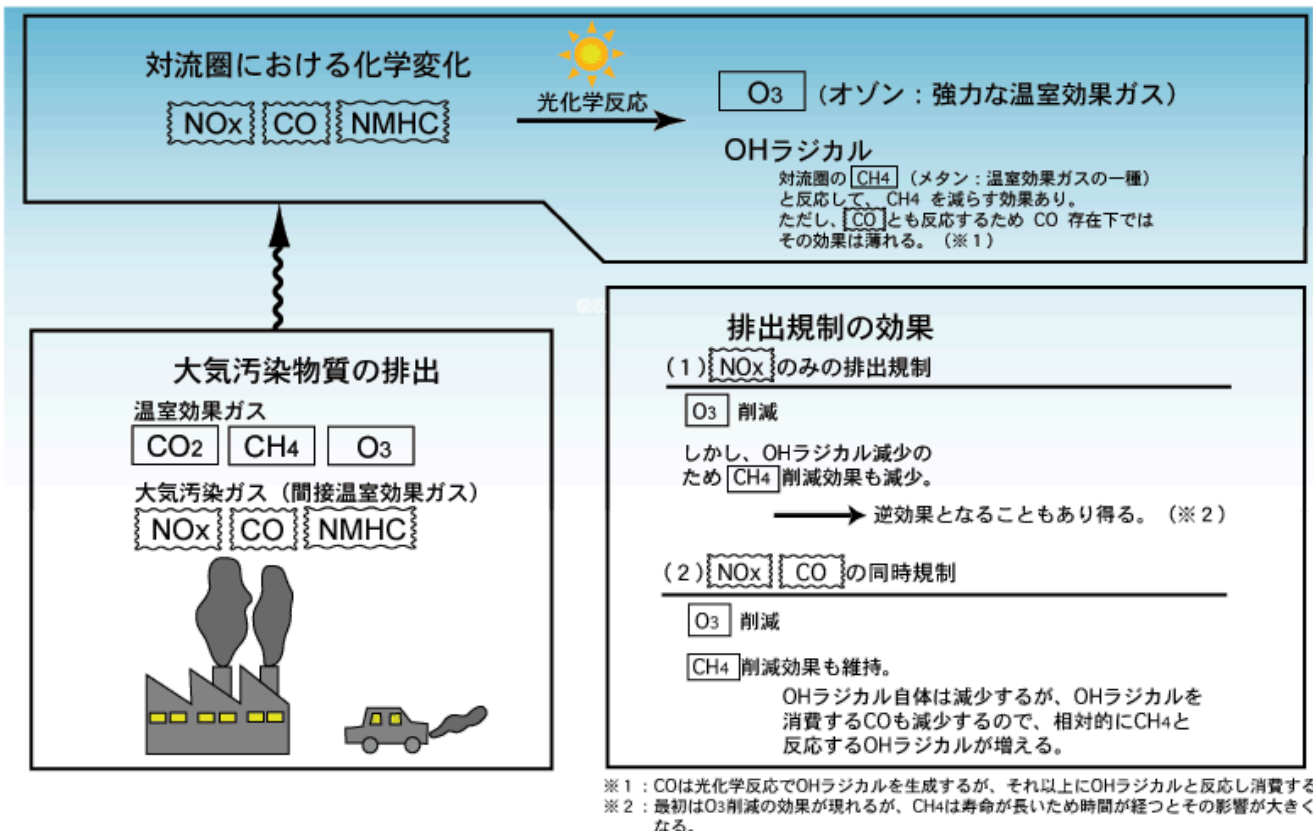 対流圏における化学変化
NOx CO NMHC
光化学反応
O3 (オゾン：強力な温室効果ガス)
OHラジカル
対流圏の CH4 (メタン：温室効果ガスの一種)
と反応して、 CH4 を減らす効果あり。
ただし、 CO とも反応するため CO 存在下では
その効果は薄れる。(※1)
大気汚染物質の排出
温室効果ガス
CO2 CH4 O3
大気汚染ガス (間接温室効果ガス)
NOx CO NMHC
排出規制の効果
(1) NOx のみの排出規制
O3 削減
しかし、OHラジカル減少の
ため CH4 削減効果も減少。
逆効果となることもあり得る。(※2)
(2) NOx CO の同時規制
O3 削減
CH4 削減効果も維持。
OHラジカル自体は減少するが、OHラジカルを
消費するCOも減少するので、相対的にCH4と
反応するOHラジカルが増える。
※1：COは光化学反応でOHラジカルを生成するが、それ以上にOHラジカルと反応し消費する
※2：最初はO3削減の効果が現れるが、CH4は寿命が長いため時間が経つとその影響が大きく
なる。